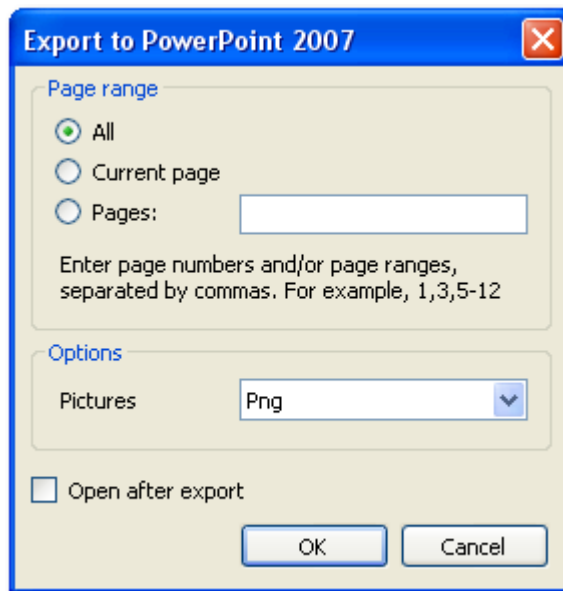 Export to PowerPoint 2007
Page range
All
Current page
Pages:
Enter page numbers and/or page ranges,
separated by commas. For example, 1,3,5-12
Options
Pictures Png
Open after export
OK Cancel